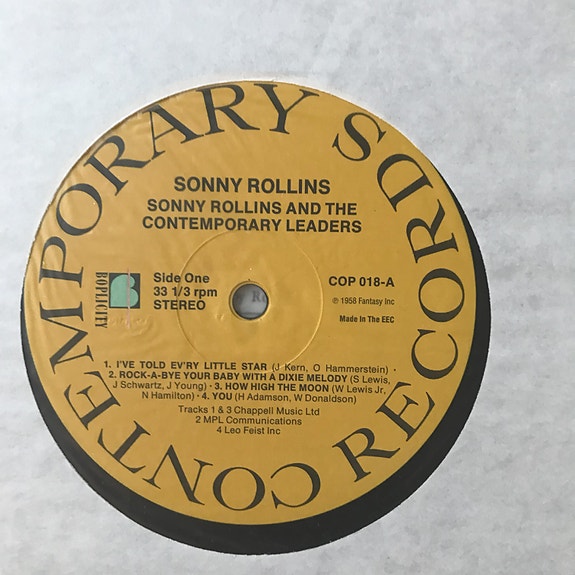 CONTEMPORARY RECORDS
SONNY ROLLINS
SONNY ROLLINS AND THE
CONTEMPORARY LEADERS
BOPLICITY
B
Side One
33 1/3 rpm
STEREO
COP 018-A
℗ 1958 Fantasy Inc
Made in The EEC
1. I'VE TOLD EV'RY LITTLE STAR (J Kern, O Hammerstein) ·
2. ROCK-A-BYE YOUR BABY WITH A DIXIE MELODY (S Lewis,
J Schwartz, J Young) · 3. HOW HIGH THE MOON (W Lewis Jr,
N Hamilton) · 4. YOU (H Adamson, W Donaldson)
Tracks 1 & 3 Chappell Music Ltd
2 MPL Communications
4 Leo Feist Inc